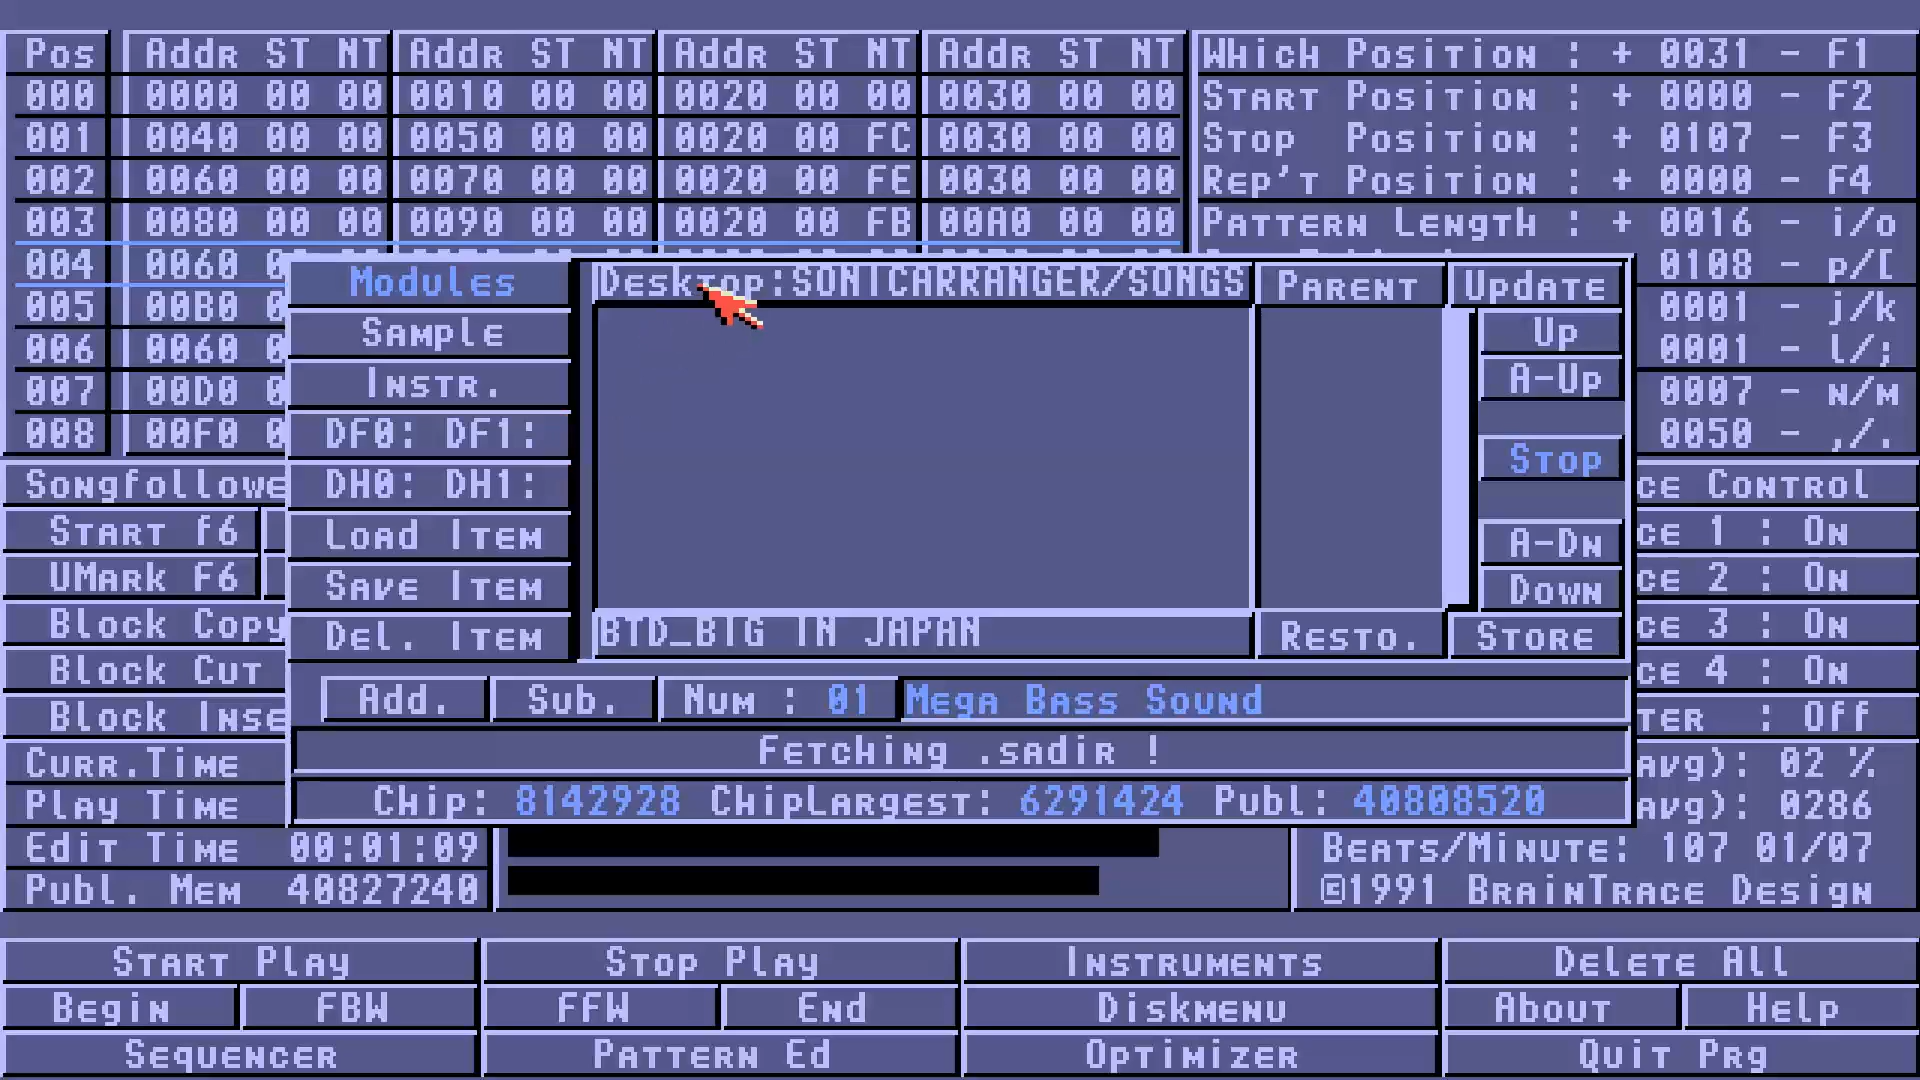 Pos Addr ST NT Addr ST NT Addr ST NT Addr ST NT
000 0000 00 00 0010 00 00 0020 00 00 0030 00 00
001 0040 00 00 0050 00 00 0020 00 FC 0030 00 00
002 0060 00 00 0070 00 00 0020 00 FE 0030 00 00
003 0080 00 00 0090 00 00 0020 00 FB 00A0 00 00
004 0060
005 00B0
006 0060
007 00D0
008 00F0
Which Position : + 0031 - F1
Start Position : + 0000 - F2
Stop Position : + 0107 - F3
Rep't Position : + 0000 - F4
Pattern Length : + 0016 - i/o
0108 - p/[
0001 - j/k
0001 - l/;
0007 - n/m
0050 - ,/.
Modules
Sample
Instr.
DF0: DF1:
DH0: DH1:
Load Item
Save Item
Del. Item
Desktop:SONICARRANGER/SONGS
Parent
Update
Up
A-Up
Stop
A-Dn
Down
BTD_BIG IN JAPAN
Resto.
Store
Add. Sub. Num : 01 Mega Bass Sound
Fetching .sadir !
Chip: 8142928 ChipLargest: 6291424 Publ: 40808520
Songfollowe
Start f6
UMark F6
Block Copy
Block Cut
Block Inse
Curr.Time
Play Time
Edit Time 00:01:09
Publ. Mem 40827240
ce Control
ce 1 : On
ce 2 : On
ce 3 : On
ce 4 : On
ter : Off
avg): 02 %
avg): 0286
Beats/Minute: 107 01/07
©1991 BrainTrace Design
Start Play Stop Play Instruments Delete All
Begin FBW FFW End Diskmenu About Help
Sequencer Pattern Ed Optimizer Quit Prg